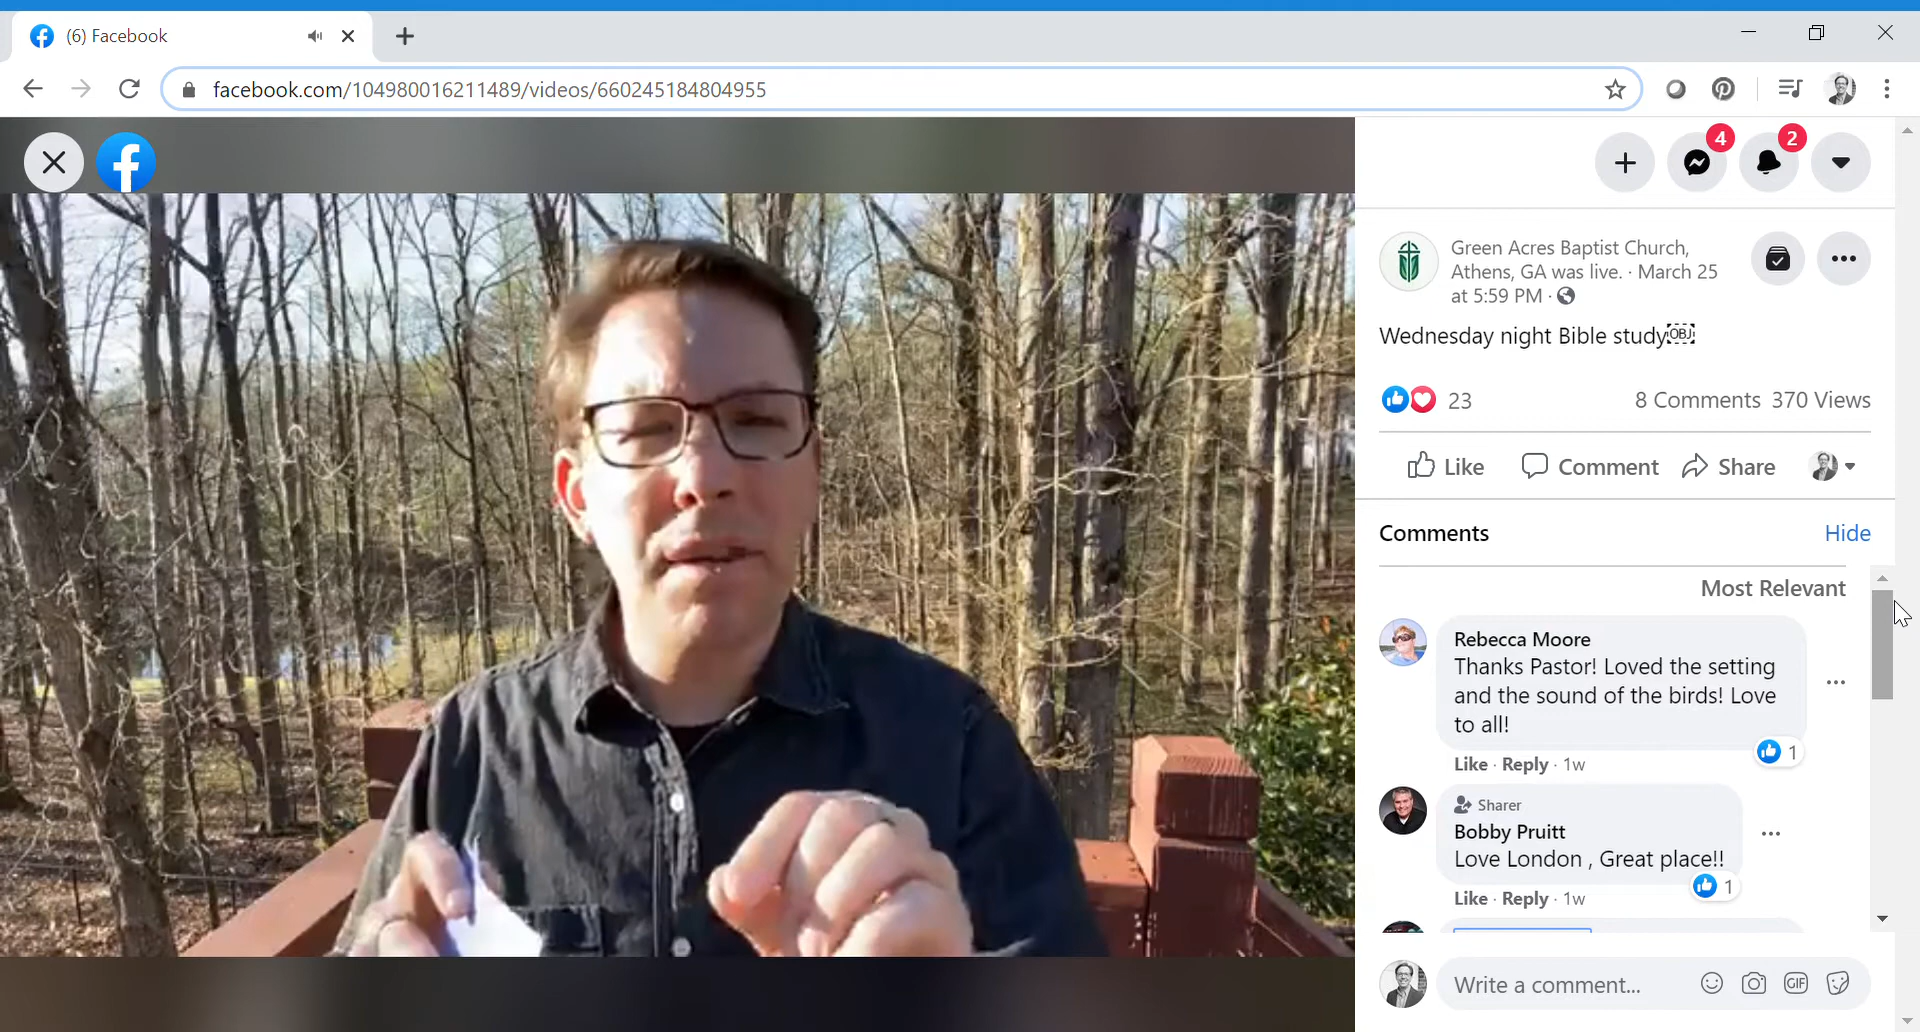 (6) Facebook
facebook.com/104980016211489/videos/660245184804955
4
2
Green Acres Baptist Church,
Athens, GA was live. · March 25
at 5:59 PM ·
Wednesday night Bible study OBJ
23
8 Comments 370 Views
Like Comment Share
Comments Hide
Most Relevant
Rebecca Moore
Thanks Pastor! Loved the setting
and the sound of the birds! Love
to all!
1
Like · Reply · 1w
Sharer
Bobby Pruitt
Love London , Great place!!
1
Like · Reply · 1w
Write a comment...
GIF